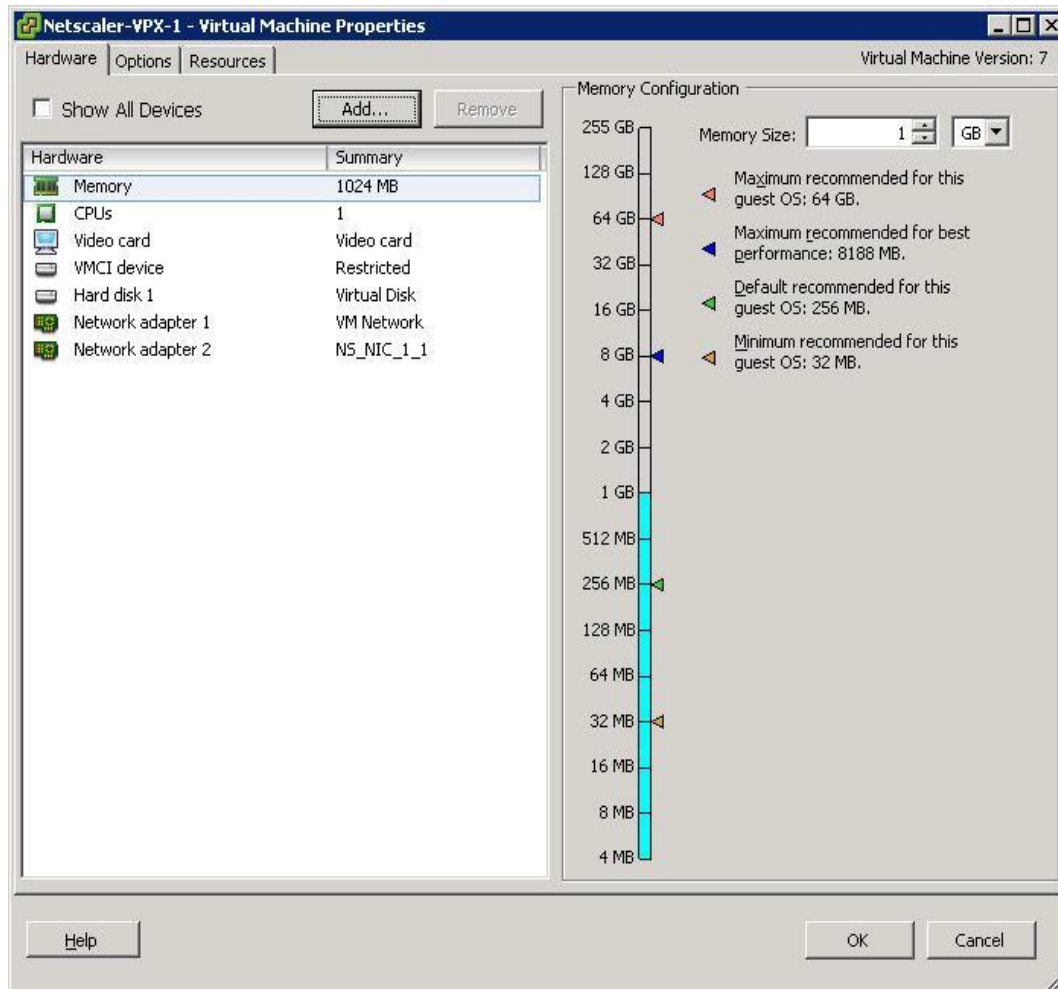 Netscaler-VPX-1 - Virtual Machine Properties
Hardware Options Resources Virtual Machine Version: 7
Show All Devices Add... Remove
Hardware Summary
Memory 1024 MB
CPUs 1
Video card Video card
VMCI device Restricted
Hard disk 1 Virtual Disk
Network adapter 1 VM Network
Network adapter 2 NS_NIC_1_1
Memory Configuration
Memory Size: 1 GB
255 GB
128 GB
64 GB
32 GB
16 GB
8 GB
4 GB
2 GB
1 GB
512 MB
256 MB
128 MB
64 MB
32 MB
16 MB
8 MB
4 MB
Maximum recommended for this
guest OS: 64 GB.
Maximum recommended for best
performance: 8188 MB.
Default recommended for this
guest OS: 256 MB.
Minimum recommended for this
guest OS: 32 MB.
Help OK Cancel